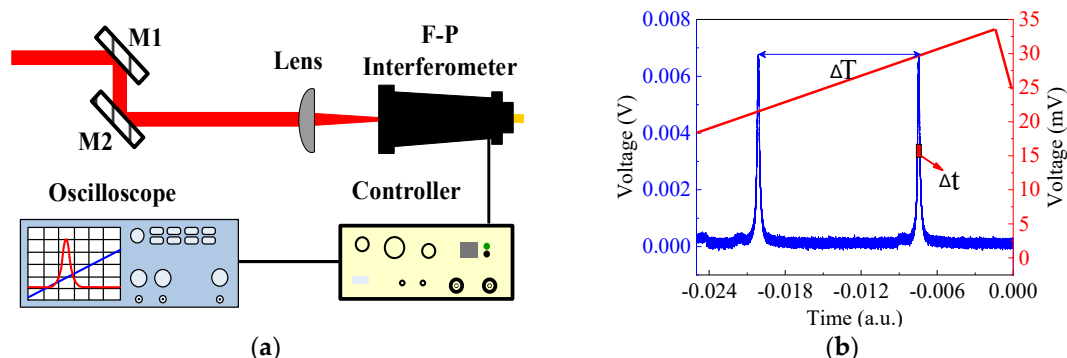 M1
M2
Lens
F-P
Interferometer
Oscilloscope
Controller
(a)
0.008
0.006
0.004
0.002
0.000
Voltage (V)
ΔT
Δt
35
30
25
20
15
10
5
0
Voltage (mV)
-0.024
-0.018
-0.012
-0.006
0.000
Time (a.u.)
(b)